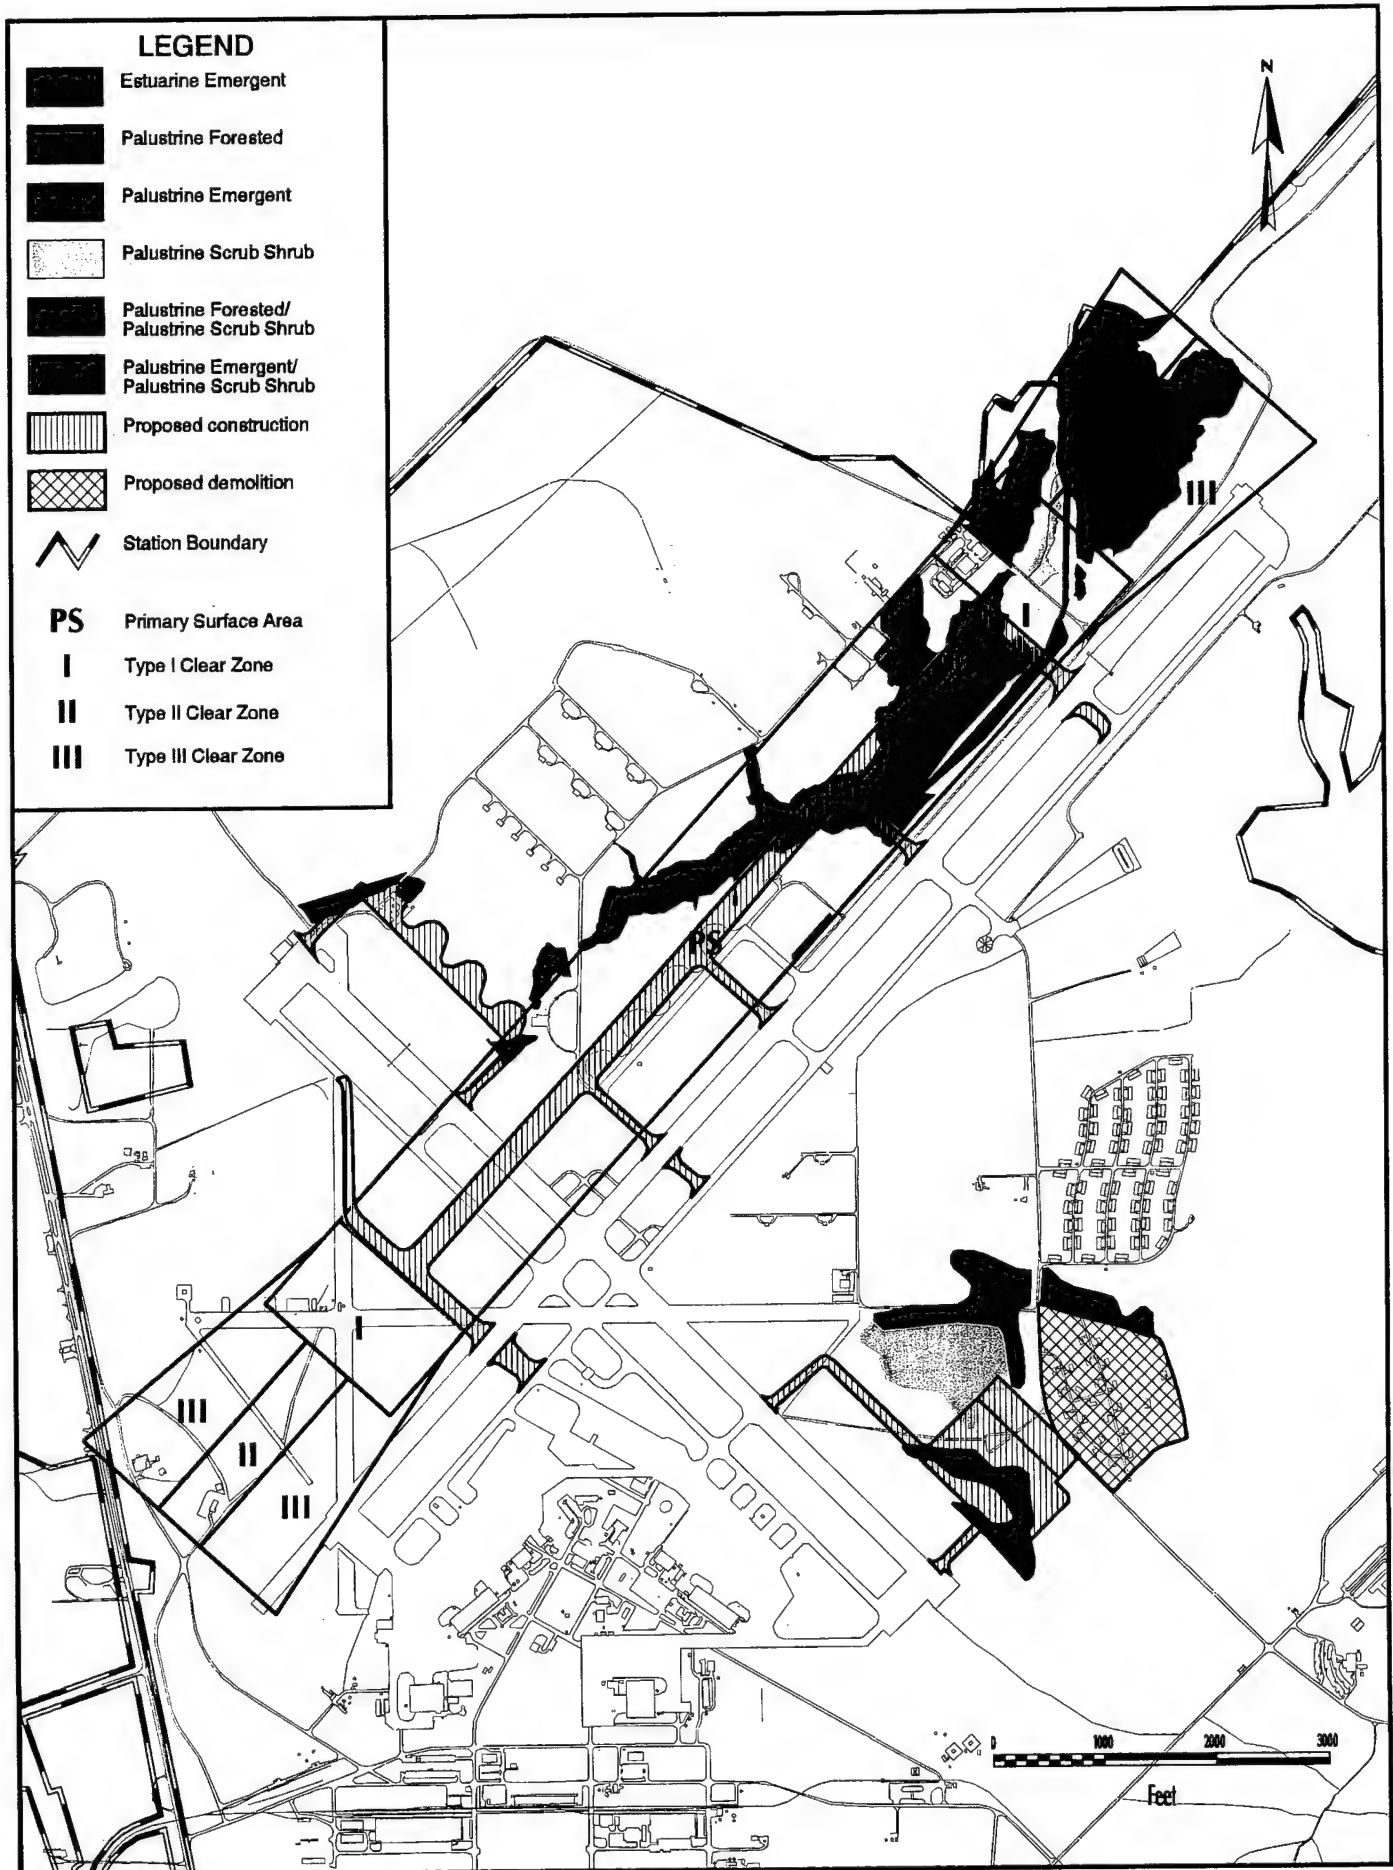 LEGEND
Estuarine Emergent
Palustrine Forested
Palustrine Emergent
Palustrine Scrub Shrub
Palustrine Forested/
Palustrine Scrub Shrub
Palustrine Emergent/
Palustrine Scrub Shrub
Proposed construction
Proposed demolition
Station Boundary
PS Primary Surface Area
I Type I Clear Zone
II Type II Clear Zone
III Type III Clear Zone
N
III
I
PS
I
III
II
III
0 1000 2000 3000
Feet